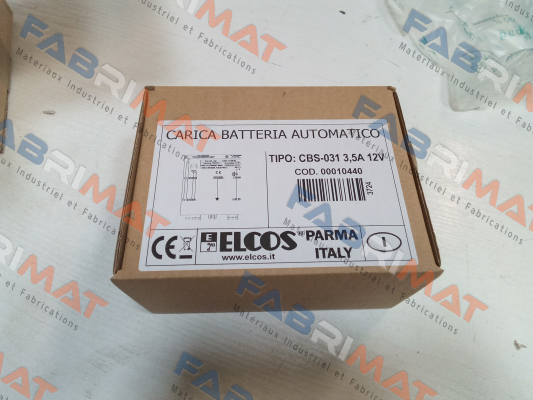 CARICA BATTERIA AUTOMATICO
TIPO: CBS-031 3,5A 12V
COD. 00010440
3724
CE
E
ELCOS ® PARMA
ITALY
www.elcos.it
I
FABRIMAT
Materiaux Industriel et Fabrications